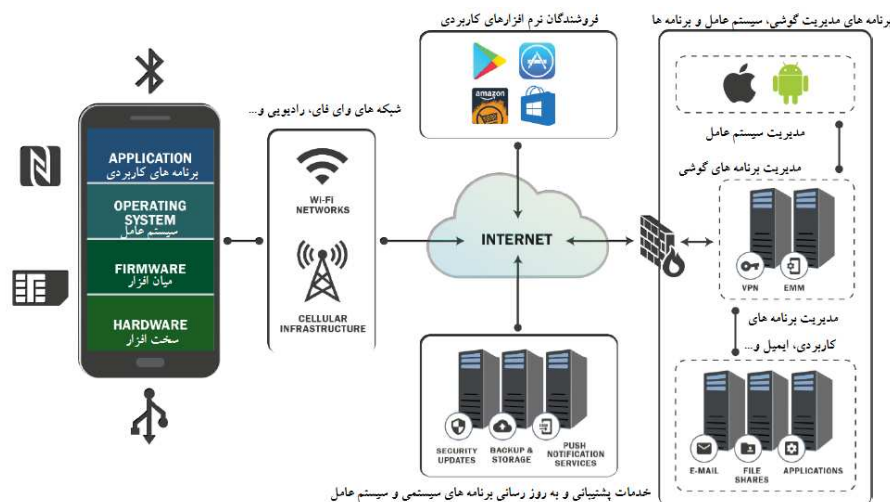 فروشندگان نرم افزارهای کاربردی
برنامه های مدیریت گوشی، سیستم عامل و برنامه ها
amazon
شبکه های وای فای، رادیویی و...
مدیریت سیستم عامل
APPLICATION
برنامه های کاربردی
مدیریت برنامه های گوشی
Wi-Fi
NETWORKS
OPERATING
SYSTEM
سیستم عامل
INTERNET
FIRMWARE
میان افزار
VPN
EMM
CELLULAR
INFRASTRUCTURE
HARDWARE
سخت افزار
مدیریت برنامه های
کاربردی، ایمیل و...
SECURITY
UPDATES
BACKUP &
STORAGE
PUSH
NOTIFICATION
SERVICES
E-MAIL
FILE
SHARES
APPLICATIONS
خدمات پشتیبانی و به روز رسانی برنامه های سیستمی و سیستم عامل